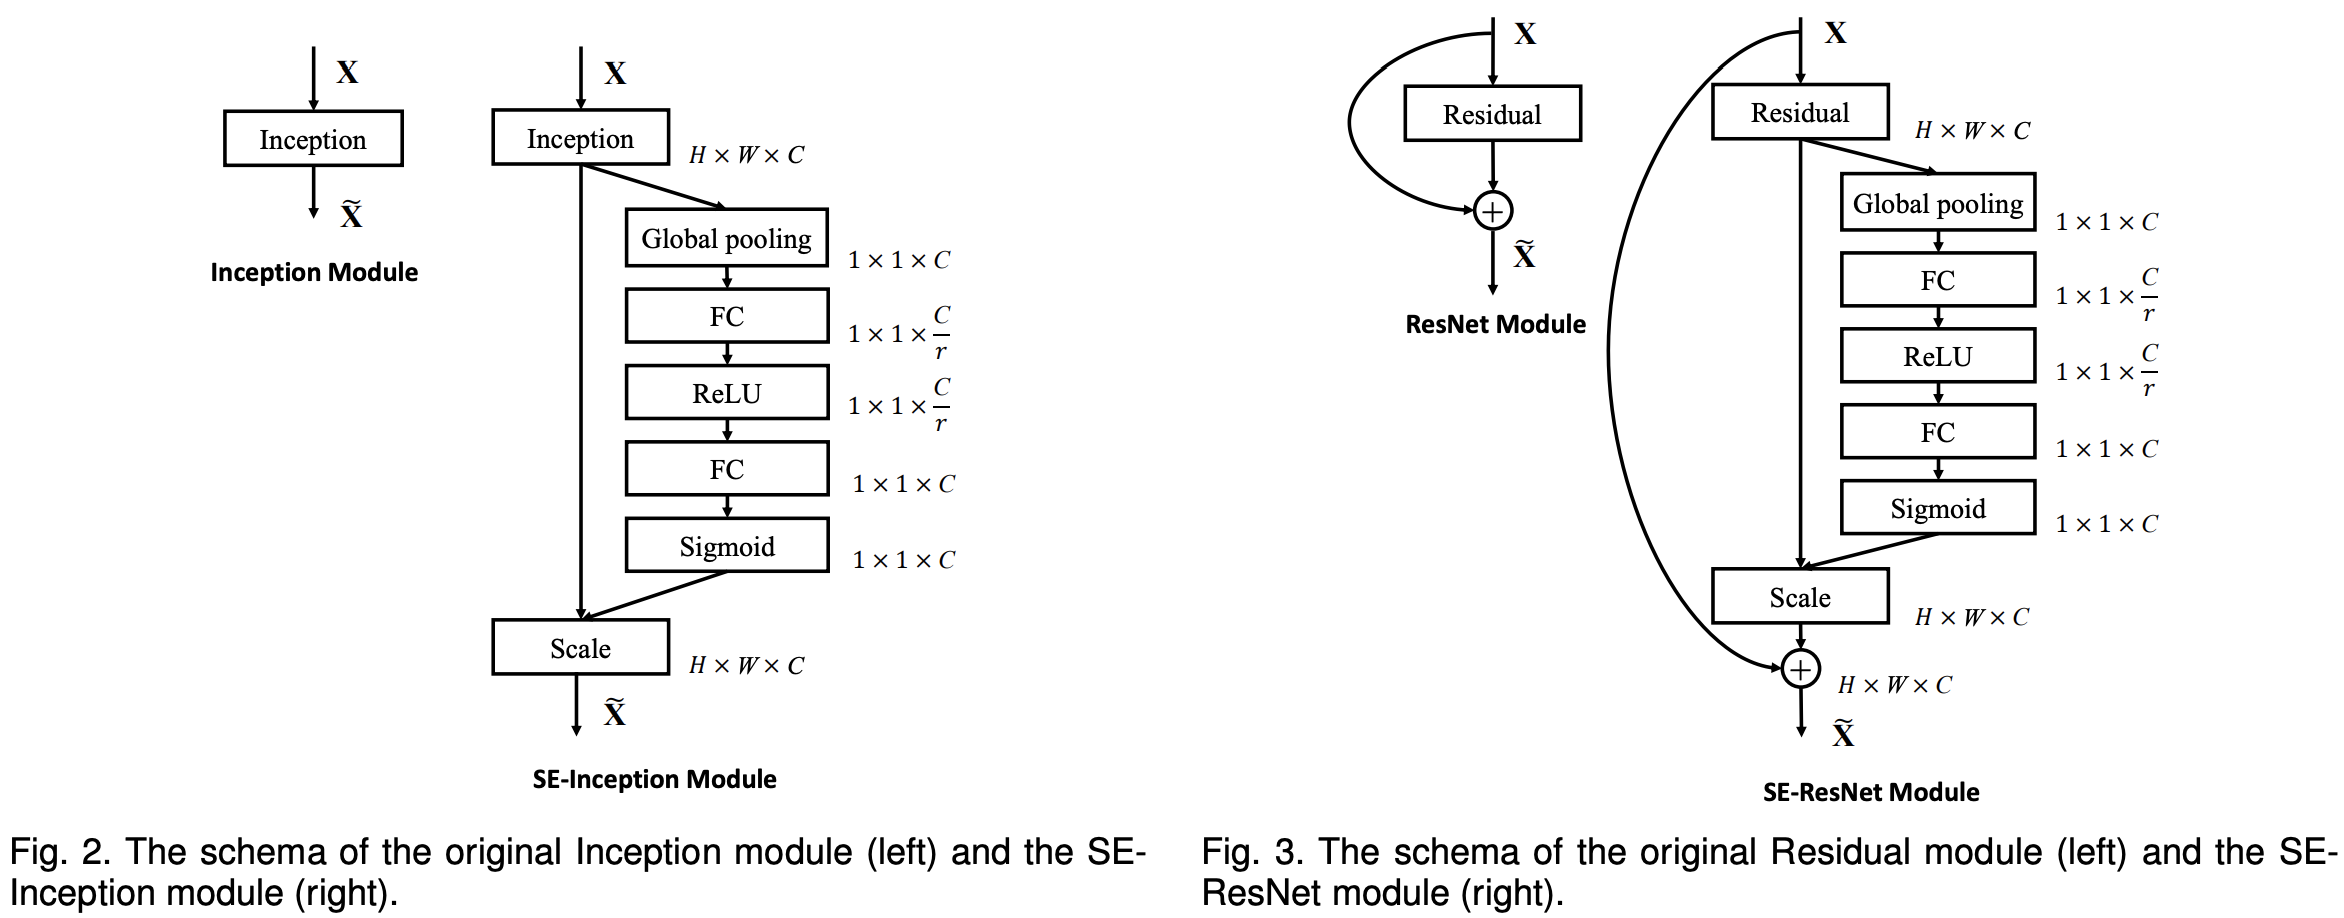 X
Inception
X̃
Inception Module
X
Inception
H × W × C
Global pooling
1 × 1 × C
FC
1 × 1 × C/r
ReLU
1 × 1 × C/r
FC
1 × 1 × C
Sigmoid
1 × 1 × C
Scale
H × W × C
X̃
SE-Inception Module
Fig. 2. The schema of the original Inception module (left) and the SE-
Inception module (right).
X
Residual
+
X̃
ResNet Module
X
Residual
H × W × C
Global pooling
1 × 1 × C
FC
1 × 1 × C/r
ReLU
1 × 1 × C/r
FC
1 × 1 × C
Sigmoid
1 × 1 × C
Scale
H × W × C
+
H × W × C
X̃
SE-ResNet Module
Fig. 3. The schema of the original Residual module (left) and the SE-
ResNet module (right).